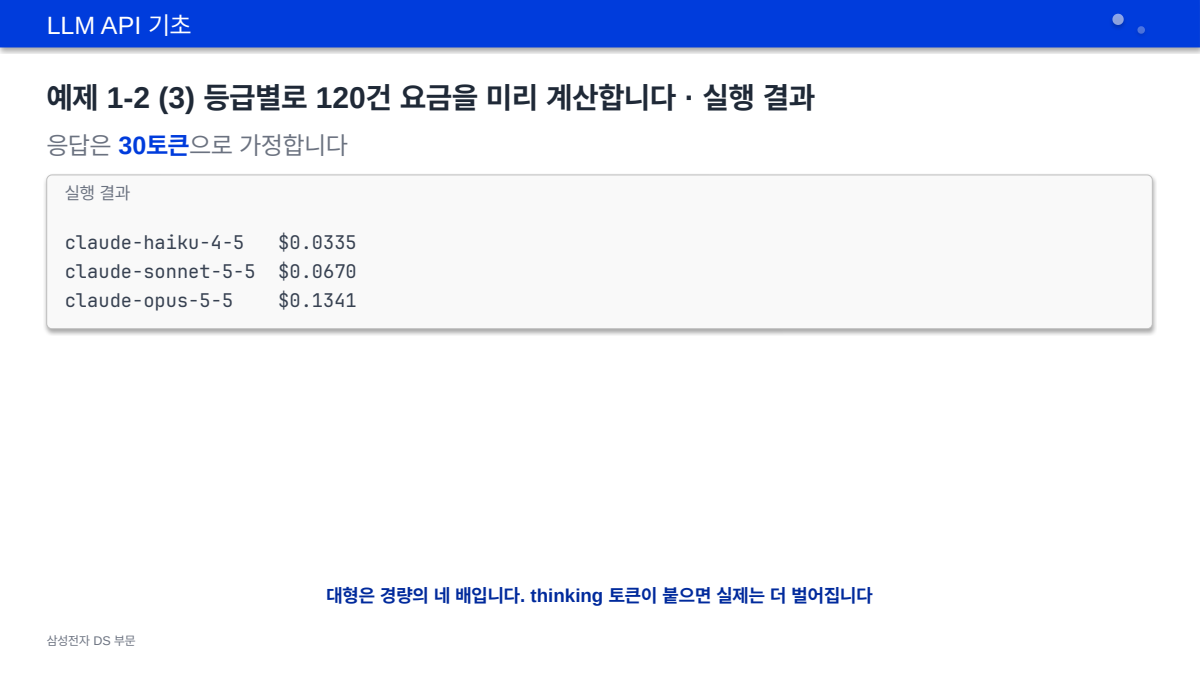 LLM API 기초
예제 1-2 (3) 등급별로 120건 요금을 미리 계산합니다 · 실행 결과
응답은 30토큰으로 가정합니다
실행 결과
claude-haiku-4-5   $0.0335
claude-sonnet-5-5  $0.0670
claude-opus-5-5    $0.1341
대형은 경량의 네 배입니다. thinking 토큰이 붙으면 실제는 더 벌어집니다
삼성전자 DS 부문